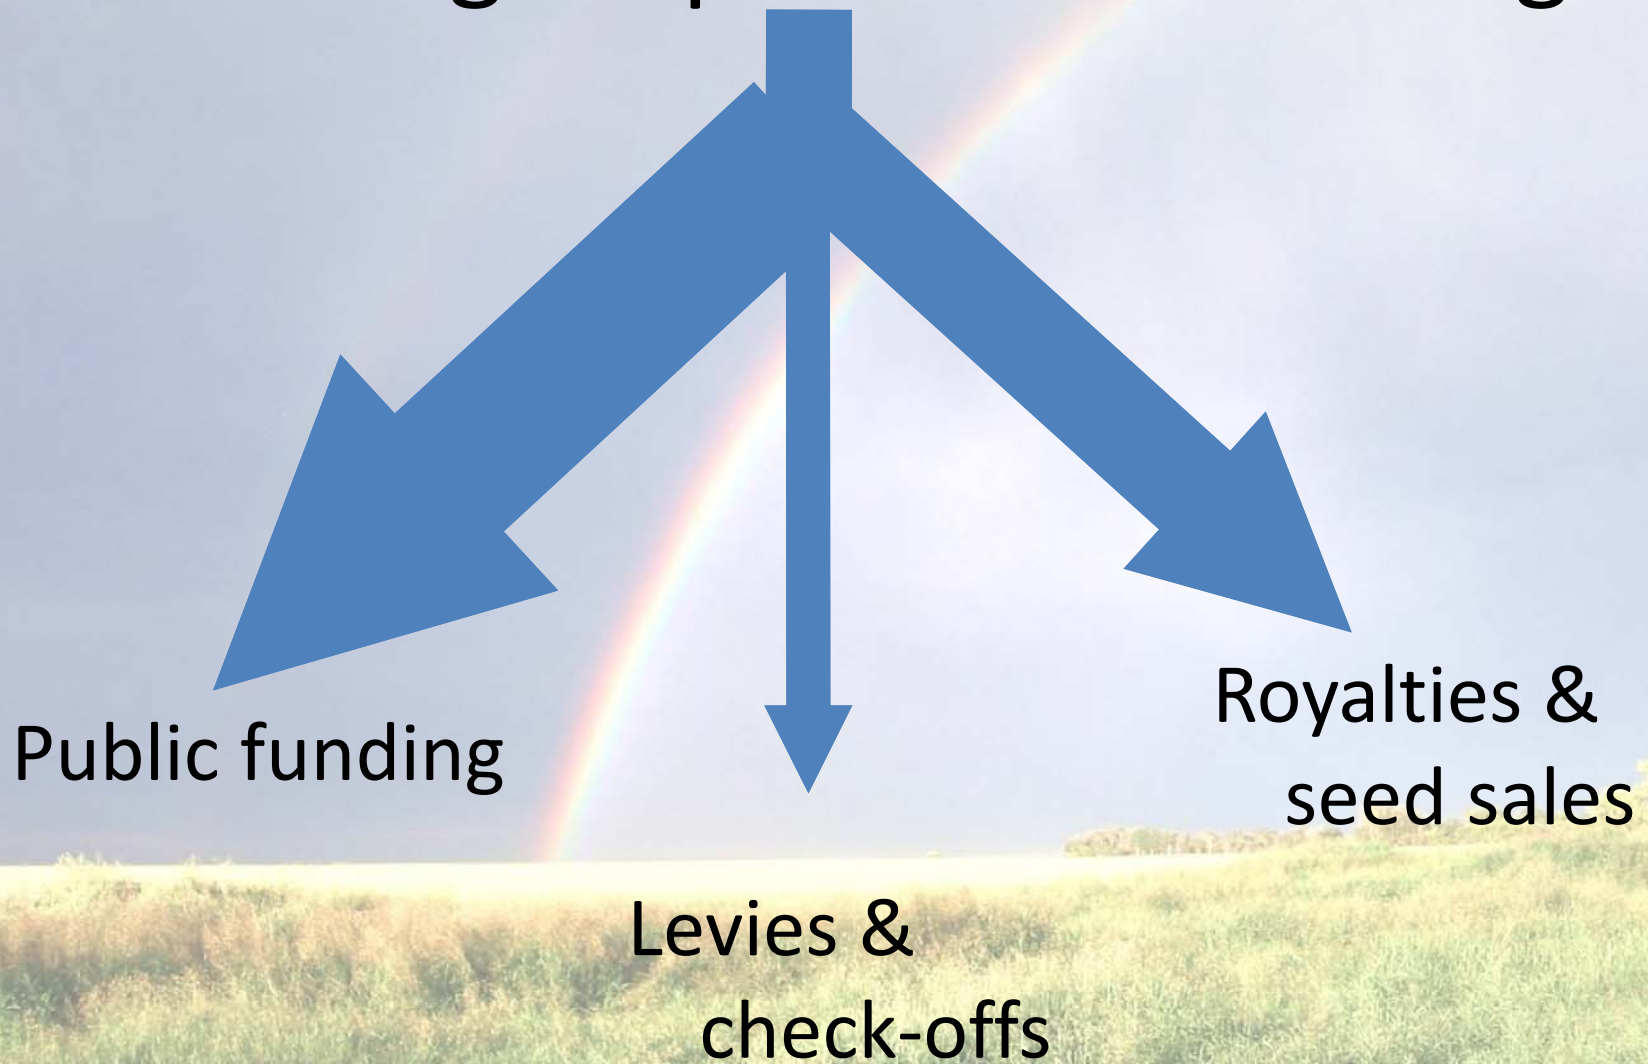 Public funding
Royalties &
seed sales
Levies &
check-offs